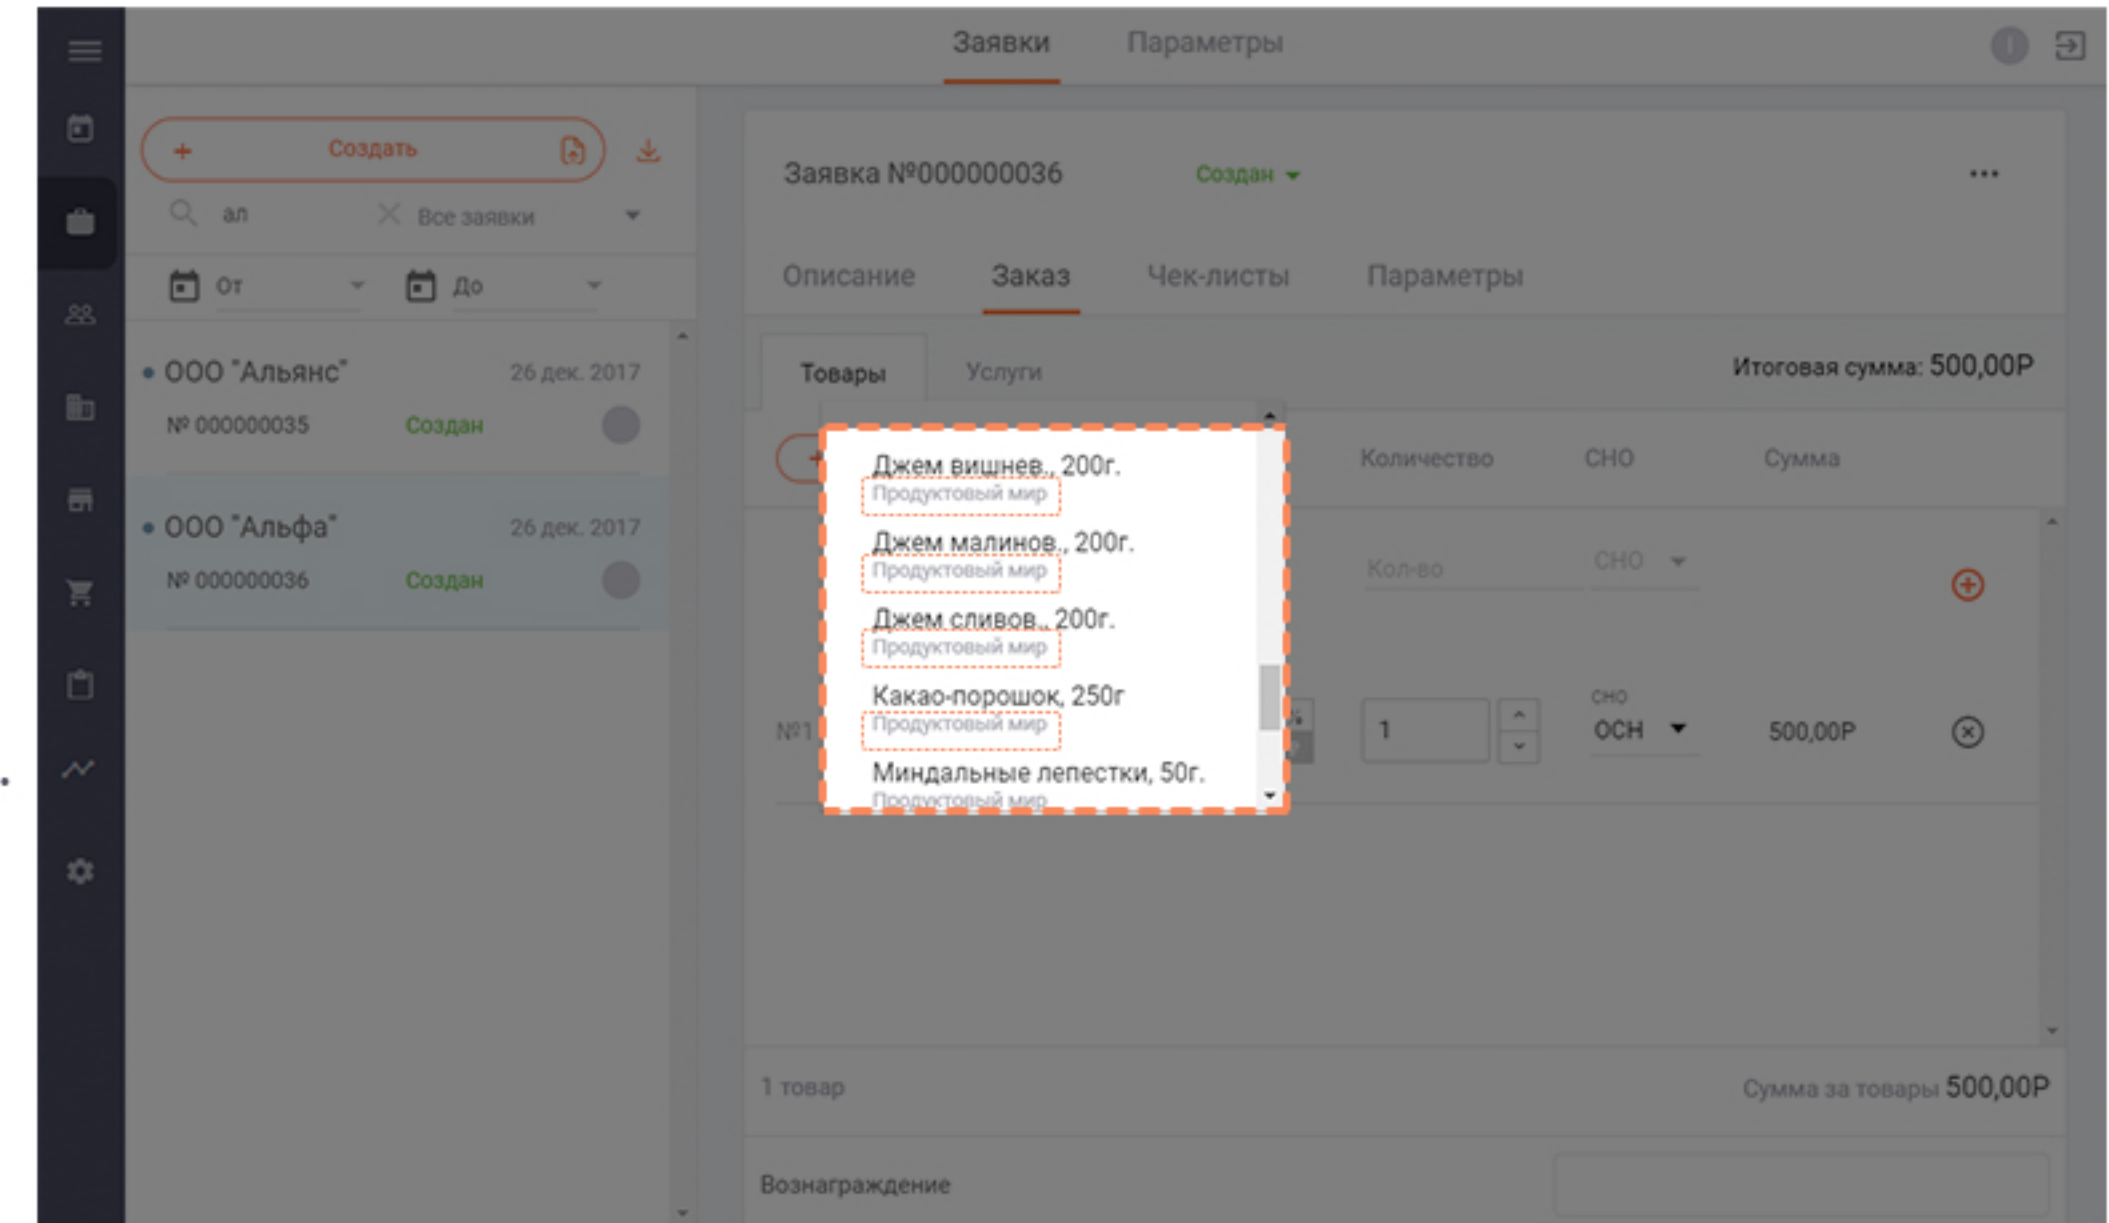 Заявки Параметры
Создать
ал Все заявки
От До
ООО "Альянс" 26 дек. 2017
№ 000000035 Создан
ООО "Альфа" 26 дек. 2017
№ 000000036 Создан
Заявка №000000036 Создан
Описание Заказ Чек-листы Параметры
Товары Услуги Итоговая сумма: 500,00Р
Количество СНО Сумма
Кол-во СНО
Джем вишнев., 200г.
Продуктовый мир
Джем малинов., 200г.
Продуктовый мир
Джем сливов., 200г.
Продуктовый мир
Какао-порошок, 250г
Продуктовый мир
Миндальные лепестки, 50г.
Продуктовый мир
№1 1 СНО
ОСН 500,00Р
1 товар Сумма за товары 500,00Р
Вознаграждение